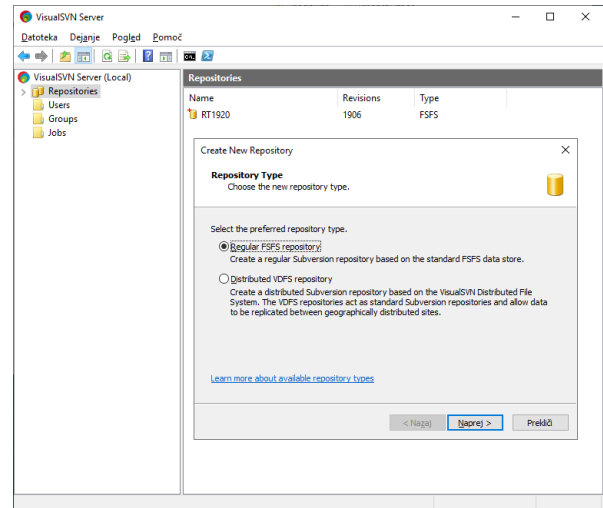 VisualSVN Server
Datoteka Dejanje Pogled Pomoč
VisualSVN Server (Local)
Repositories
Users
Groups
Jobs
Repositories
Name Revisions Type
RT1920 1906 FSFS
Create New Repository
Repository Type
Choose the new repository type.
Select the preferred repository type.
Regular FSFS repository
Create a regular Subversion repository based on the standard FSFS data store.
Distributed VDFS repository
Create a distributed Subversion repository based on the VisualSVN Distributed File
System. The VDFS repositories act as standard Subversion repositories and allow data
to be replicated between geographically distributed sites.
Learn more about available repository types
< Nazaj Naprej > Prekliči